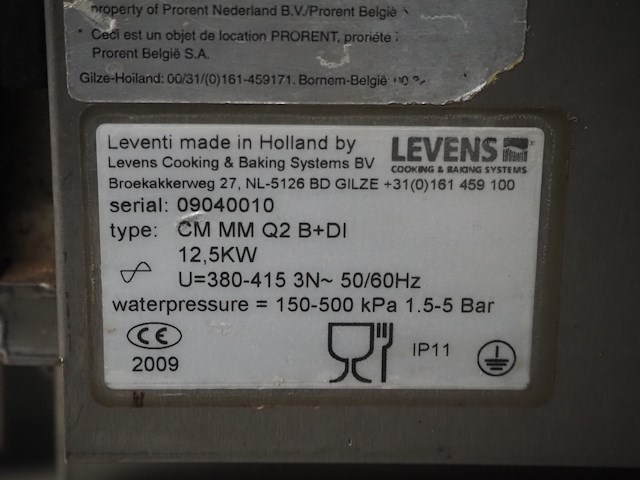 property of Prorent Nederland B.V./Prorent België
* Ceci est un objet de location PRORENT, proriéte
Prorent België S.A.
Gilze-Holland: 00/31/(0)161-459171. Bornem-België:
Leventi made in Holland by
Levens Cooking & Baking Systems BV
LEVENS
COOKING & BAKING SYSTEMS
Broekakkerweg 27, NL-5126 BD GILZE +31(0)161 459 100
serial: 09040010
type: CM MM Q2 B+DI
12,5KW
U=380-415 3N~ 50/60Hz
waterpressure = 150-500 kPa 1.5-5 Bar
CE
2009
IP11